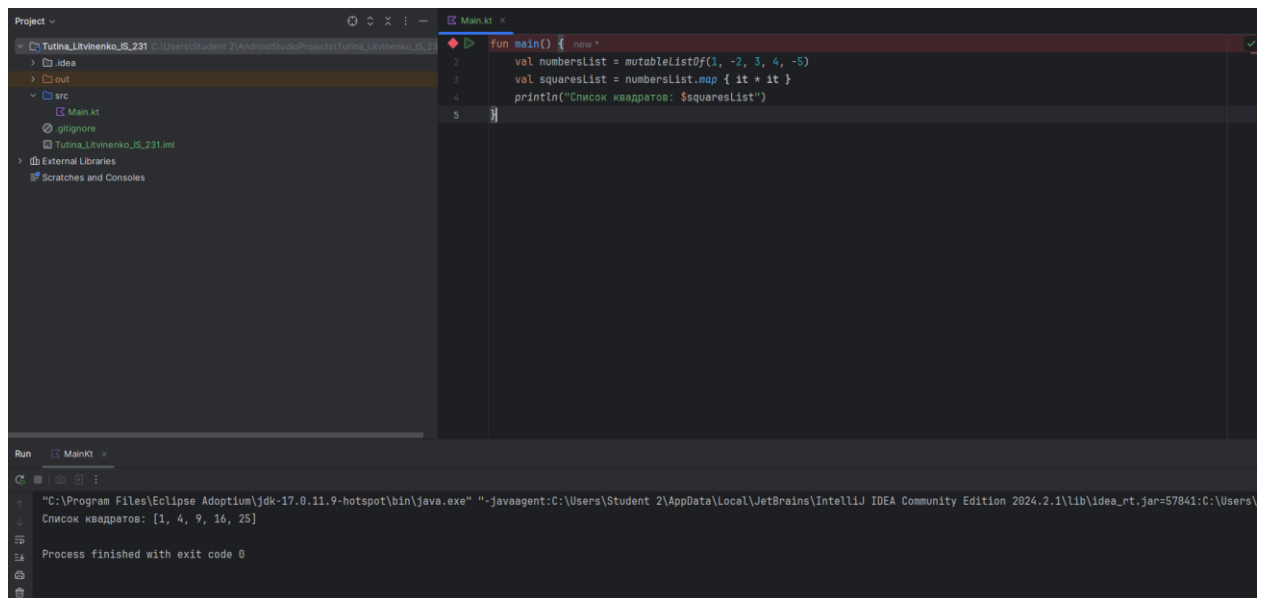 Project
Tutina_Litvinenko_IS_231 C:\Users\Student 2\AndroidStudioProjects\Tutina_Litvinenko_IS_23
.idea
out
src
Main.kt
.gitignore
Tutina_Litvinenko_IS_231.iml
External Libraries
Scratches and Consoles
Main.kt
fun main() { new *
2 val numbersList = mutableListOf(1, -2, 3, 4, -5)
3 val squaresList = numbersList.map { it * it }
4 println("Список квадратов: $squaresList")
5 }
Run MainKt
"C:\Program Files\Eclipse Adoptium\jdk-17.0.11.9-hotspot\bin\java.exe" "-javaagent:C:\Users\Student 2\AppData\Local\JetBrains\IntelliJ IDEA Community Edition 2024.2.1\lib\idea_rt.jar=57841:C:\Users\
Список квадратов: [1, 4, 9, 16, 25]
Process finished with exit code 0